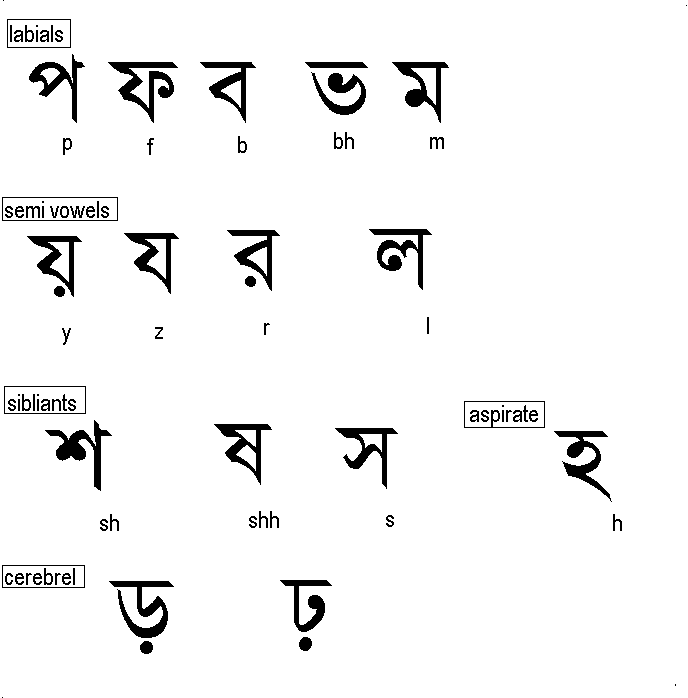 labials
প ফ ব ভ ম
p f b bh m
semi vowels
য় য র ল
y z r l
sibliants
শ ষ স
sh shh s
aspirate
হ
h
cerebrel
ড় ঢ়